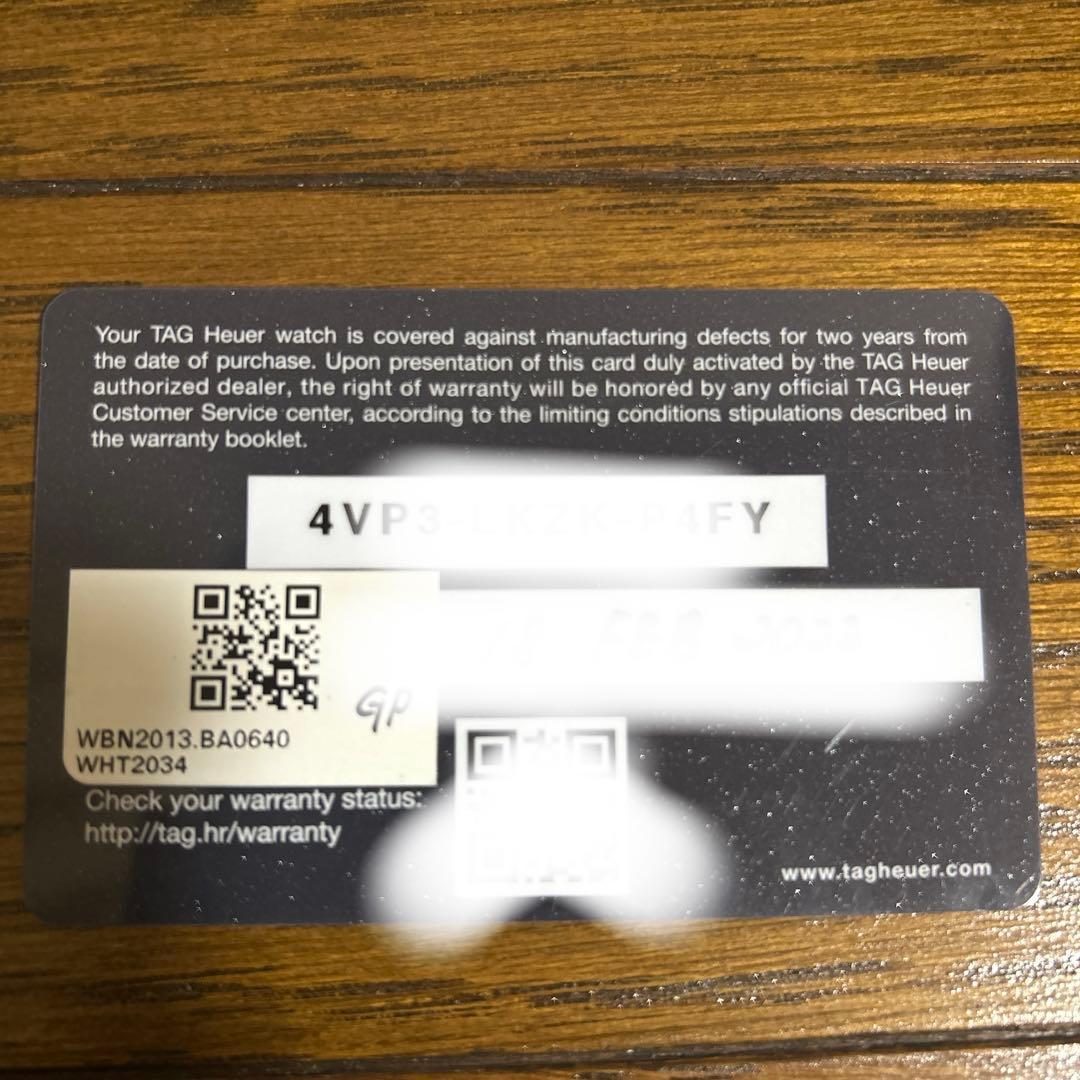 Your TAG Heuer watch is covered against manufacturing defects for two years from
the date of purchase. Upon presentation of this card duly activated by the TAG Heuer
authorized dealer, the right of warranty will be honored by any official TAG Heuer
Customer Service center, according to the limiting conditions stipulations described in
the warranty booklet.
GP
WBN2013.BA0640
WHT2034
Check your warranty status:
http://tag.hr/warranty
www.tagheuer.com